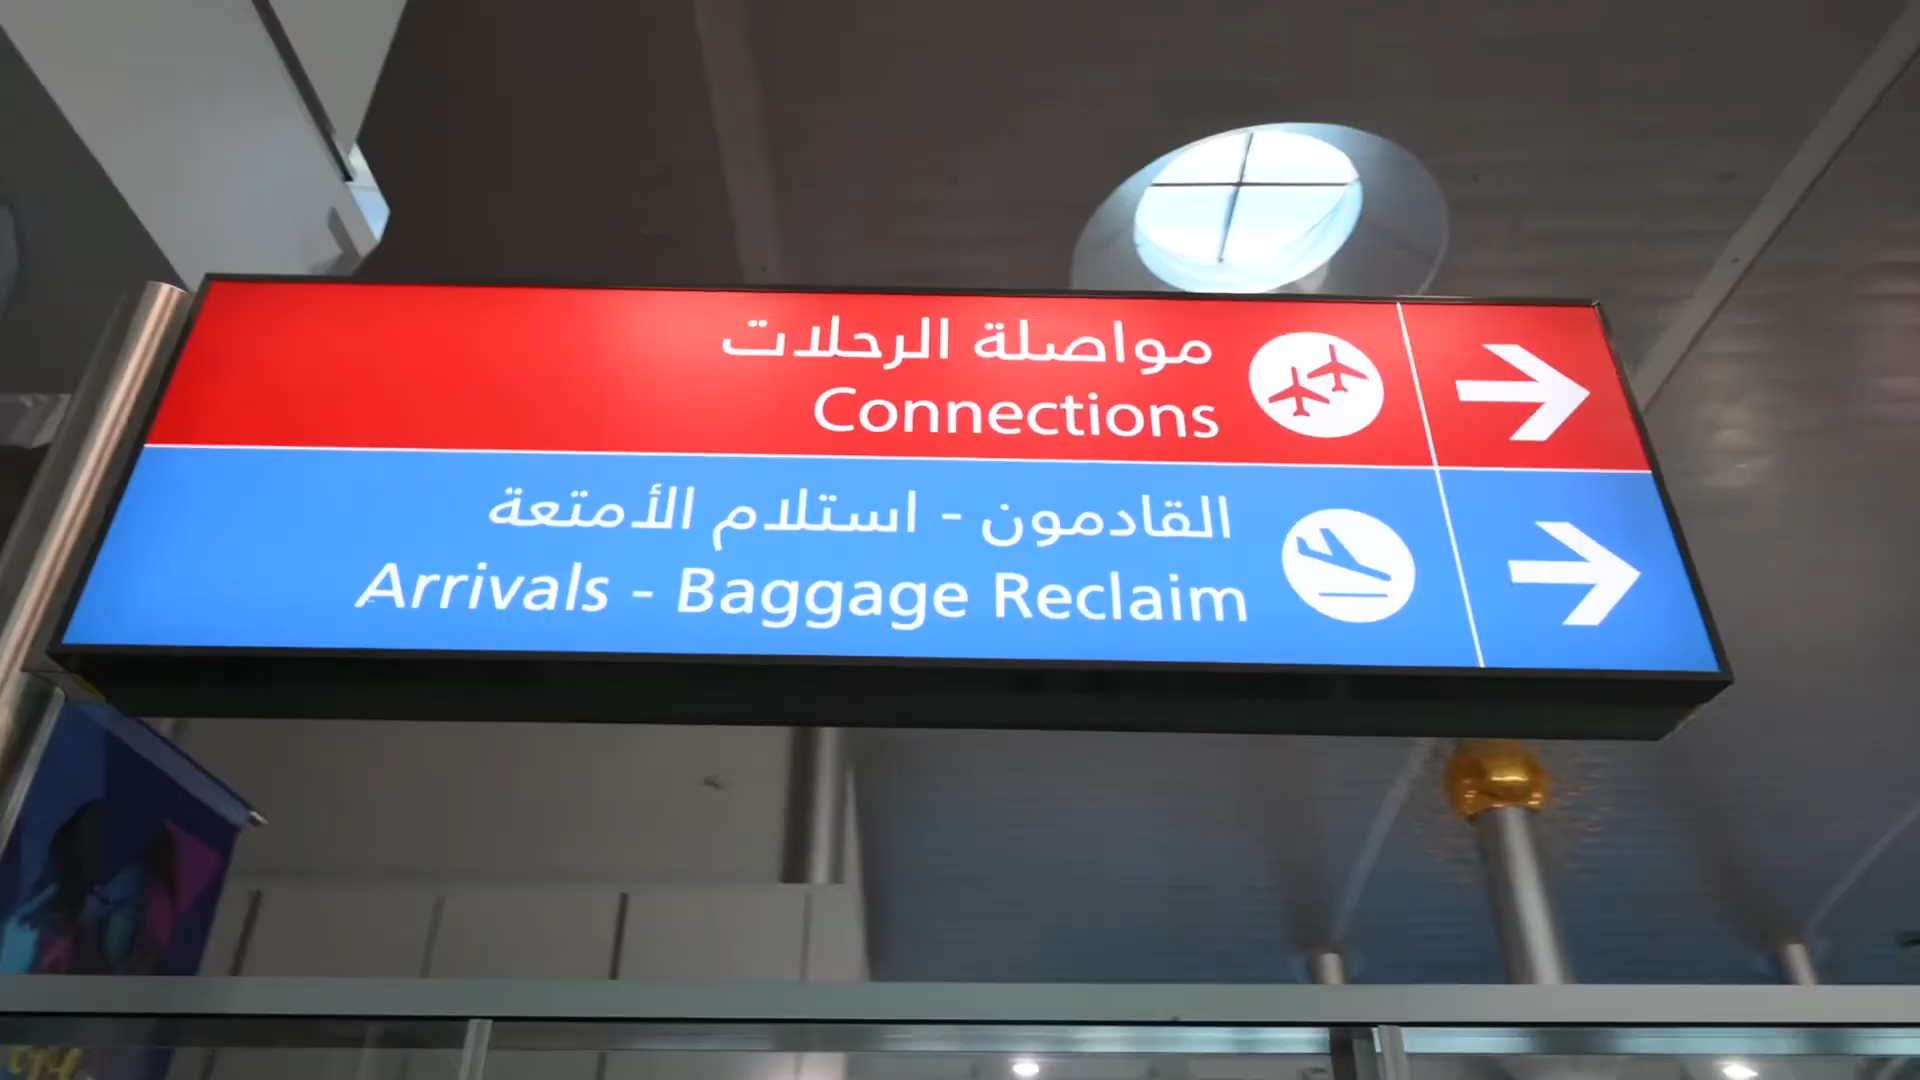 مواصلة الرحلات
Connections
القادمون - استلام الأمتعة
Arrivals - Baggage Reclaim